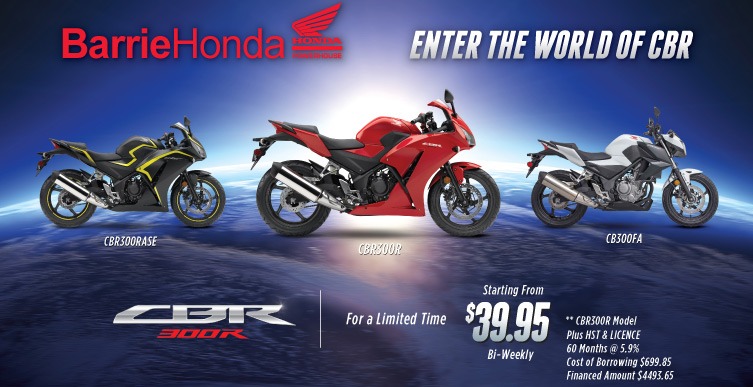 BarrieHonda
HONDA
ENTER THE WORLD OF CBR
CBR300RASE
CBR300R
CB300FA
CBR
300R
For a Limited Time
Starting From
$39.95
Bi-Weekly
** CBR300R Model
Plus HST & LICENCE
60 Months @ 5.9%
Cost of Borrowing $699.85
Financed Amount $4493.65